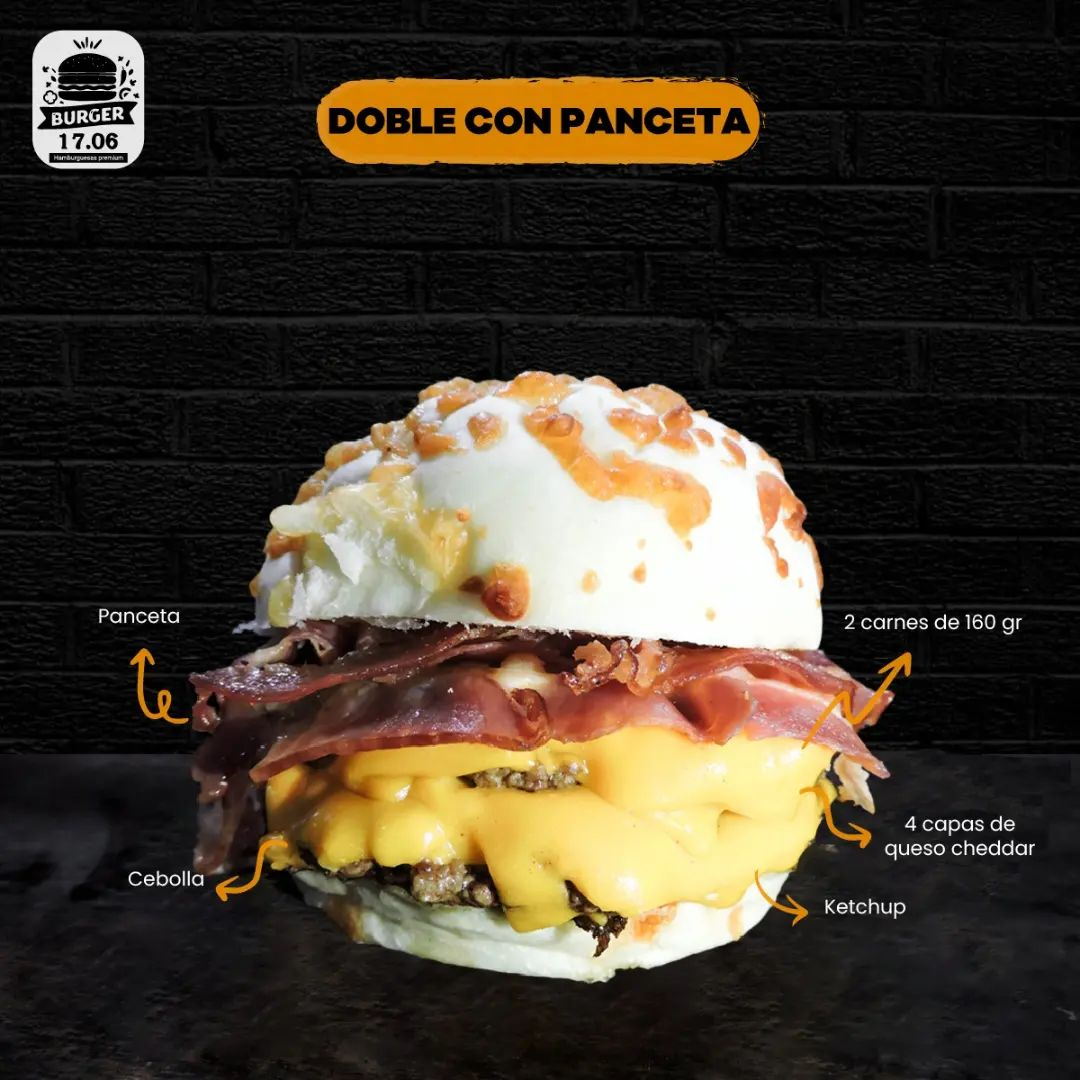 BURGER
17.06
Hamburguesas premium
DOBLE CON PANCETA
Panceta
2 carnes de 160 gr
4 capas de
queso cheddar
Cebolla
Ketchup